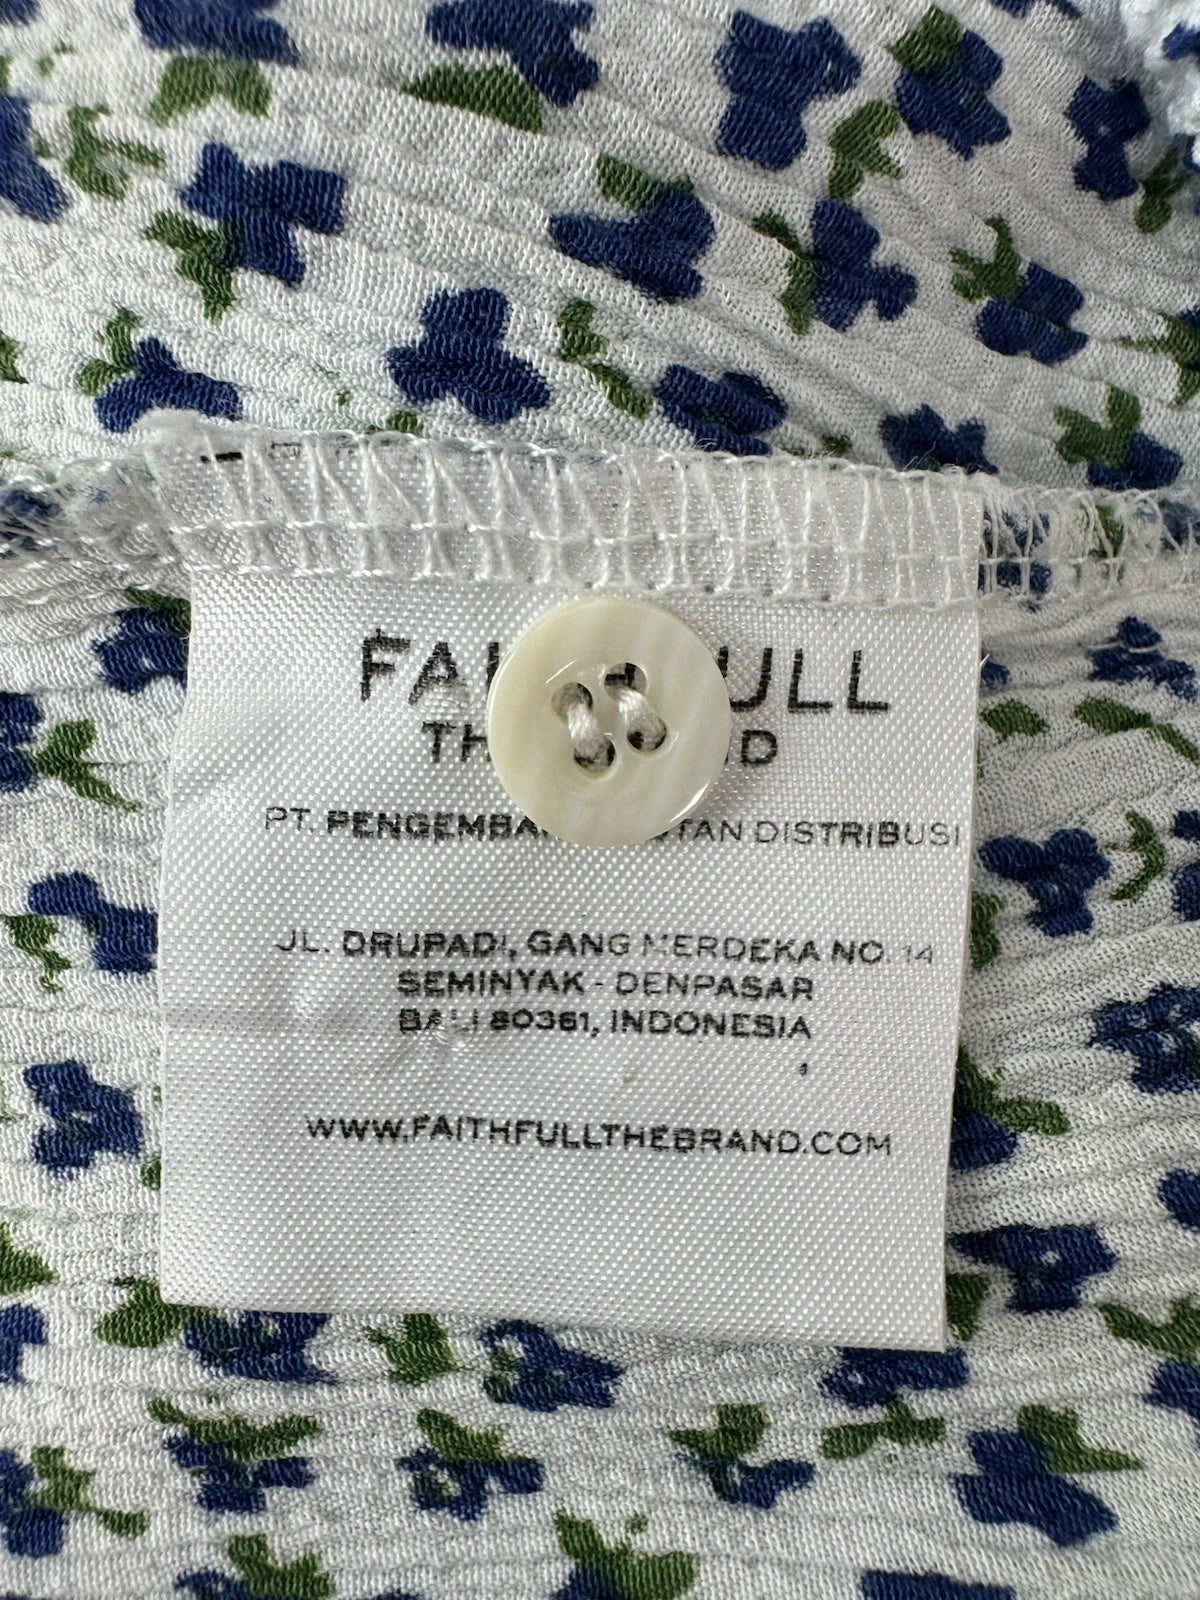 FAI ULL
TH D
PT. PENGEMBA TAN DISTRIBUSI
JL. DRUPADI, GANG MERDEKA NO. 14
SEMINYAK - DENPASAR
BALI 80361, INDONESIA
WWW.FAITHFULLTHEBRAND.COM